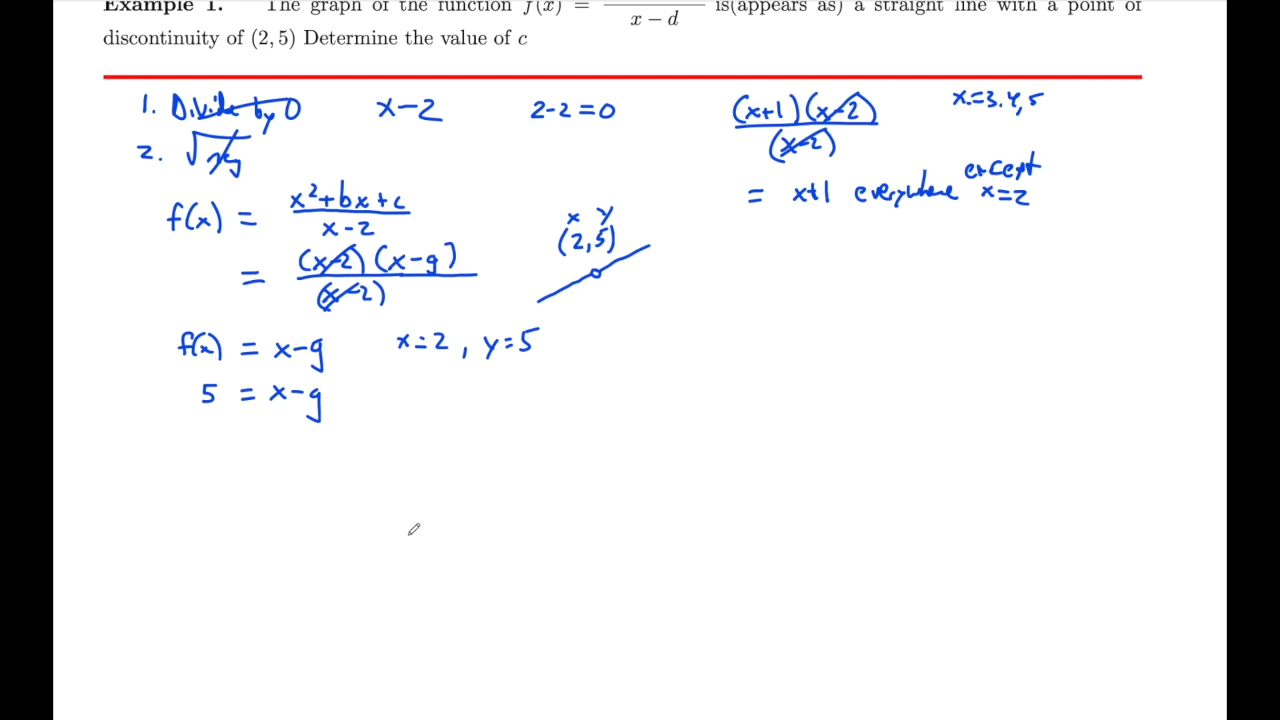 Example 1. The graph of the function f(x) = is(appears as) a straight line with a point of
x − d
discontinuity of (2, 5) Determine the value of c
1. Divide by 0 x-2 2-2=0 (x+1)(x-2) x=3,4,5
(x-2)
2. √
= x+1 everywhere except x=2
f(x) = x²+bx+c
x-2
x y
(2,5)
= (x-2)(x-g)
(x-2)
f(x) = x-g x=2, y=5
5 = x-g